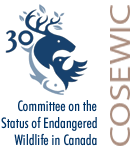 30
Committee on the
Status of Endangered
Wildlife in Canada
COSEWIC